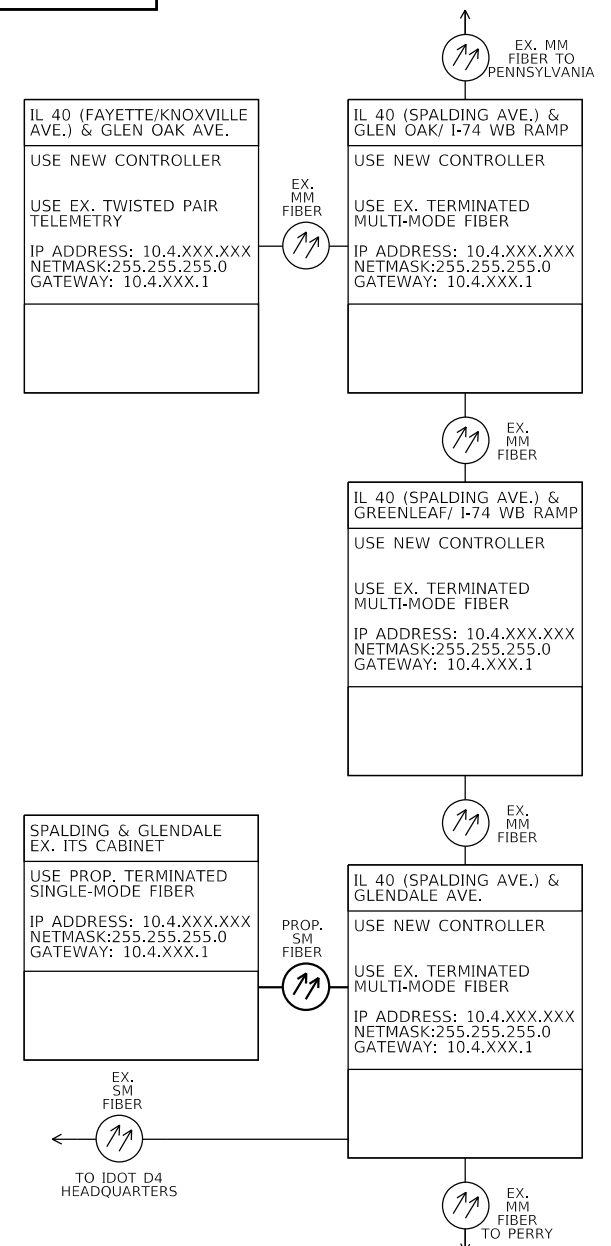 EX. MM
FIBER TO
PENNSYLVANIA
IL 40 (FAYETTE/KNOXVILLE
AVE.) & GLEN OAK AVE.
USE NEW CONTROLLER
USE EX. TWISTED PAIR
TELEMETRY
IP ADDRESS: 10.4.XXX.XXX
NETMASK:255.255.255.0
GATEWAY: 10.4.XXX.1
EX.
MM
FIBER
IL 40 (SPALDING AVE.) &
GLEN OAK/ I-74 WB RAMP
USE NEW CONTROLLER
USE EX. TERMINATED
MULTI-MODE FIBER
IP ADDRESS: 10.4.XXX.XXX
NETMASK:255.255.255.0
GATEWAY: 10.4.XXX.1
EX.
MM
FIBER
IL 40 (SPALDING AVE.) &
GREENLEAF/ I-74 WB RAMP
USE NEW CONTROLLER
USE EX. TERMINATED
MULTI-MODE FIBER
IP ADDRESS: 10.4.XXX.XXX
NETMASK:255.255.255.0
GATEWAY: 10.4.XXX.1
EX.
MM
FIBER
SPALDING & GLENDALE
EX. ITS CABINET
USE PROP. TERMINATED
SINGLE-MODE FIBER
IP ADDRESS: 10.4.XXX.XXX
NETMASK:255.255.255.0
GATEWAY: 10.4.XXX.1
PROP.
SM
FIBER
IL 40 (SPALDING AVE.) &
GLENDALE AVE.
USE NEW CONTROLLER
USE EX. TERMINATED
MULTI-MODE FIBER
IP ADDRESS: 10.4.XXX.XXX
NETMASK:255.255.255.0
GATEWAY: 10.4.XXX.1
EX.
SM
FIBER
TO IDOT D4
HEADQUARTERS
EX.
MM
FIBER
TO PERRY